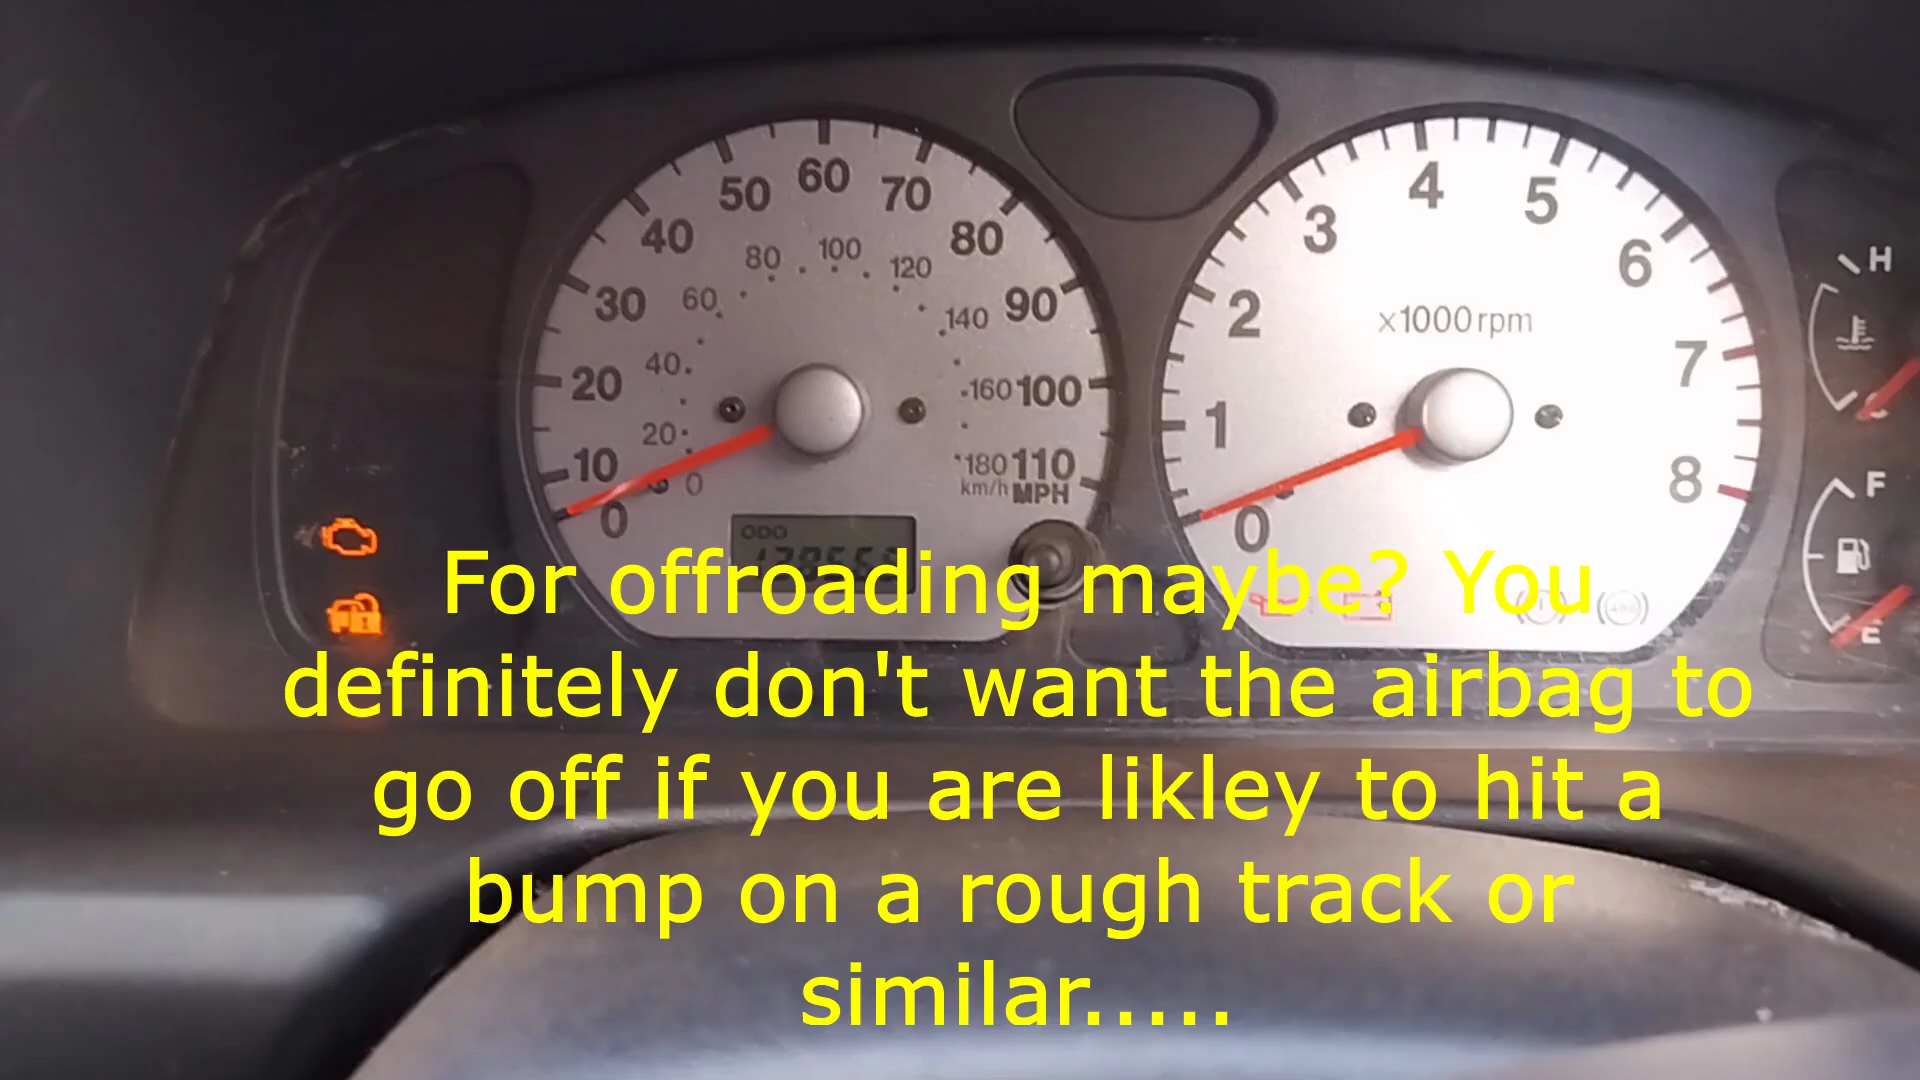 60
50 70
40 80
80 100 120
30 60 140 90
20 40 160 100
10 20 180 110
0 km/h MPH
0
ODO
4
3 5
2 6
x1000 rpm
7
1
8
0
H
C
F
E
For offroading maybe? You
definitely don't want the airbag to
go off if you are likley to hit a
bump on a rough track or
similar.....